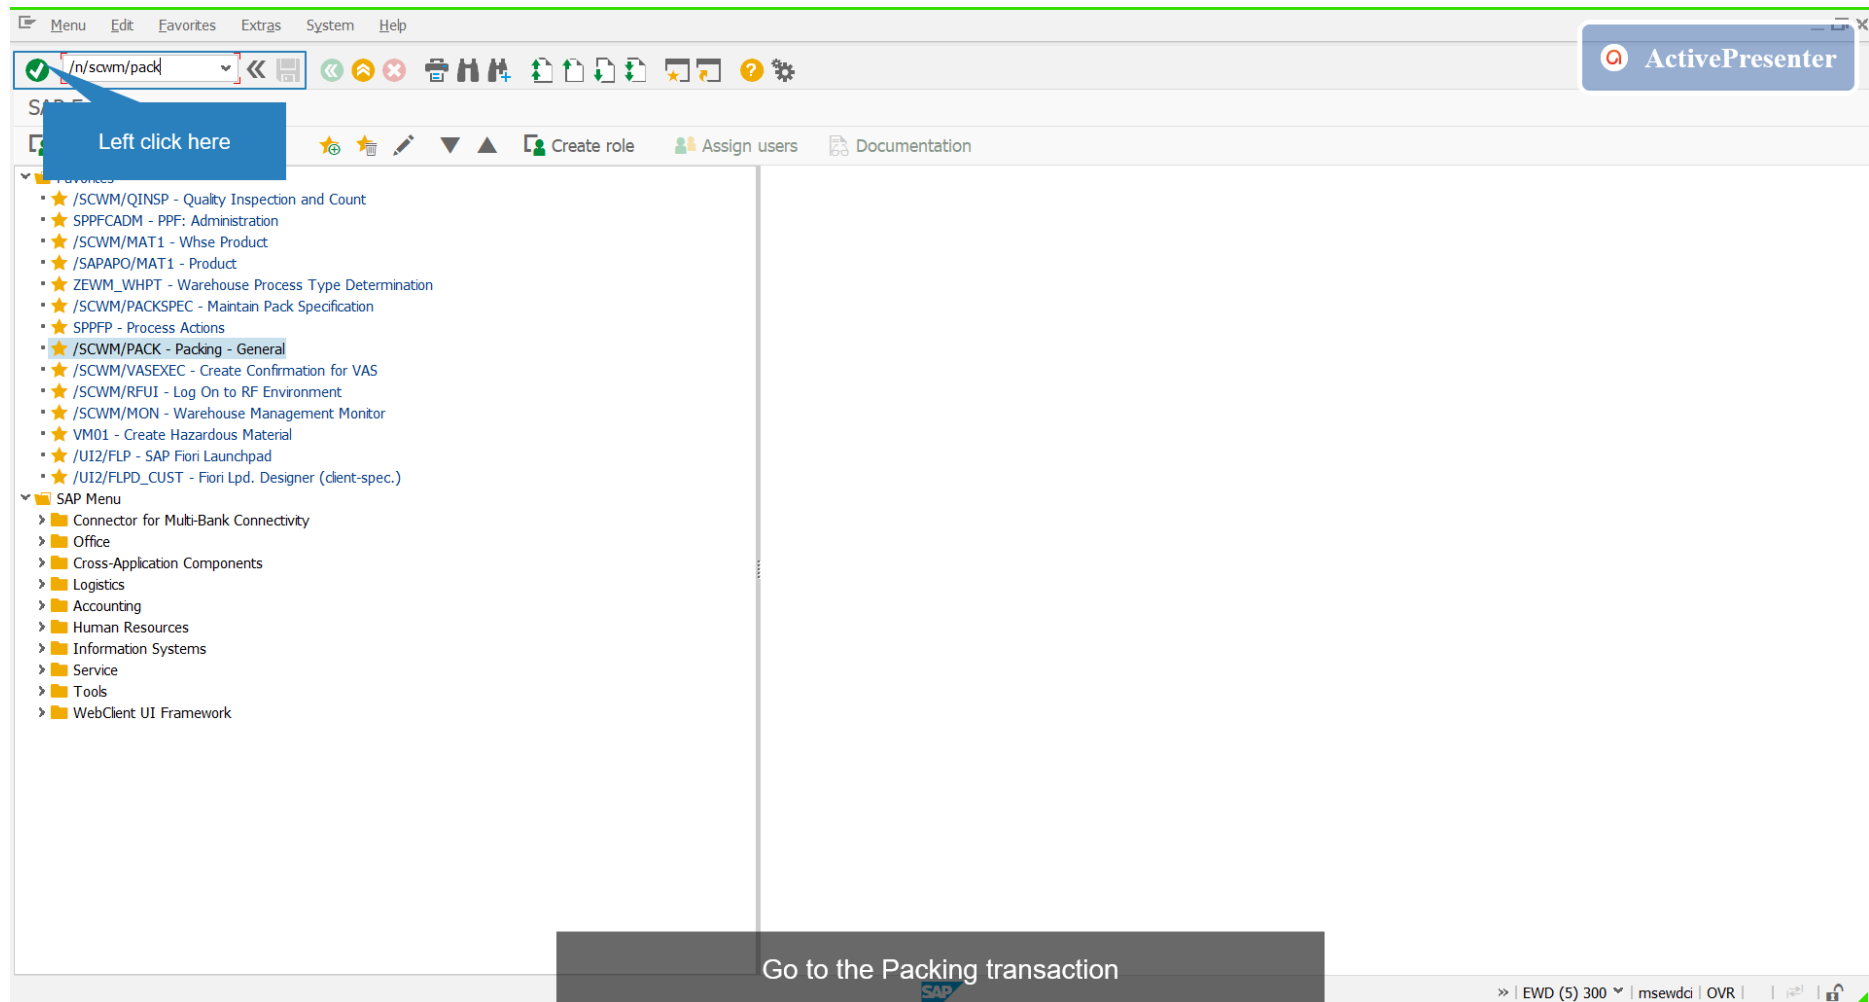 Menu Edit Favorites Extras System Help
/n/scwm/pack
ActivePresenter
Left click here
Create role Assign users Documentation
Favorites
/SCWM/QINSP - Quality Inspection and Count
SPPFCADM - PPF: Administration
/SCWM/MAT1 - Whse Product
/SAPAPO/MAT1 - Product
ZEWM_WHPT - Warehouse Process Type Determination
/SCWM/PACKSPEC - Maintain Pack Specification
SPPFP - Process Actions
/SCWM/PACK - Packing - General
/SCWM/VASEXEC - Create Confirmation for VAS
/SCWM/RFUI - Log On to RF Environment
/SCWM/MON - Warehouse Management Monitor
VM01 - Create Hazardous Material
/UI2/FLP - SAP Fiori Launchpad
/UI2/FLPD_CUST - Fiori Lpd. Designer (client-spec.)
SAP Menu
Connector for Multi-Bank Connectivity
Office
Cross-Application Components
Logistics
Accounting
Human Resources
Information Systems
Service
Tools
WebClient UI Framework
Go to the Packing transaction
SAP
EWD (5) 300 | msewdci | OVR